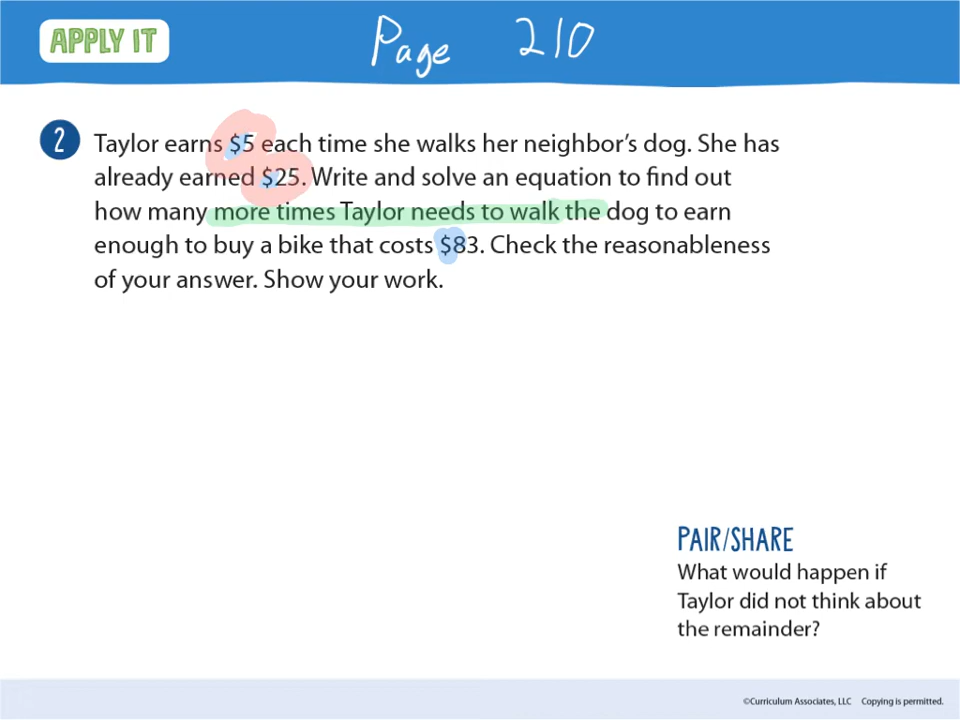 APPLY IT
Page 210
2
Taylor earns $5 each time she walks her neighbor's dog. She has
already earned $25. Write and solve an equation to find out
how many more times Taylor needs to walk the dog to earn
enough to buy a bike that costs $83. Check the reasonableness
of your answer. Show your work.
PAIR/SHARE
What would happen if
Taylor did not think about
the remainder?
©Curriculum Associates, LLC Copying is permitted.